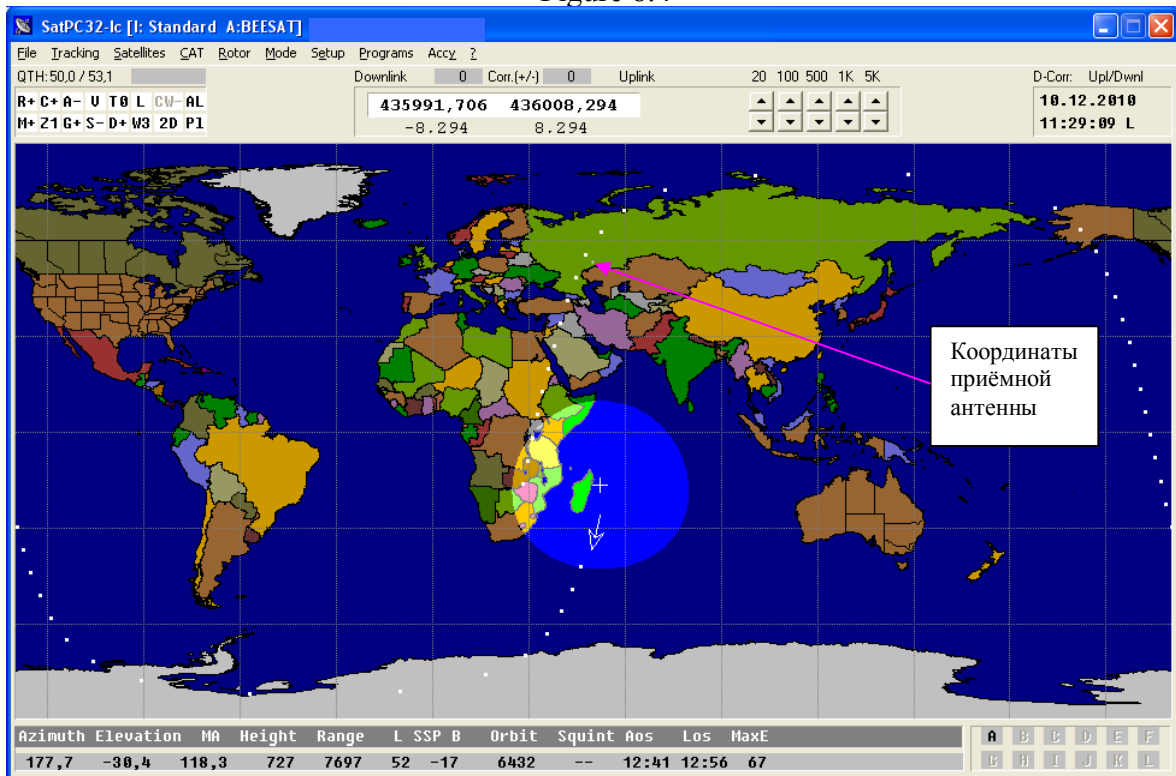 Figure 6.4
SatPC32-Ic [I: Standard A:BEESAT]
File Tracking Satellites CAT Rotor Mode Setup Programs Accy ?
QTH: 50,0 / 53,1
Downlink 0 Corr.(+/-) 0 Uplink
20 100 500 1K 5K
D-Corr: Upl/Dwnl
R+ C+ A- V T0 L CW- AL
M+ Z1 G+ S- D+ W3 2D P1
435991,706 436008,294
-8.294 8.294
10.12.2010
11:29:09 L
Координаты
приёмной
антенны
Azimuth Elevation MA Height Range L SSP B Orbit Squint Aos Los MaxE
177,7 -30,4 118,3 727 7697 52 -17 6432 -- 12:41 12:56 67
A B C D E F
G H I J K L